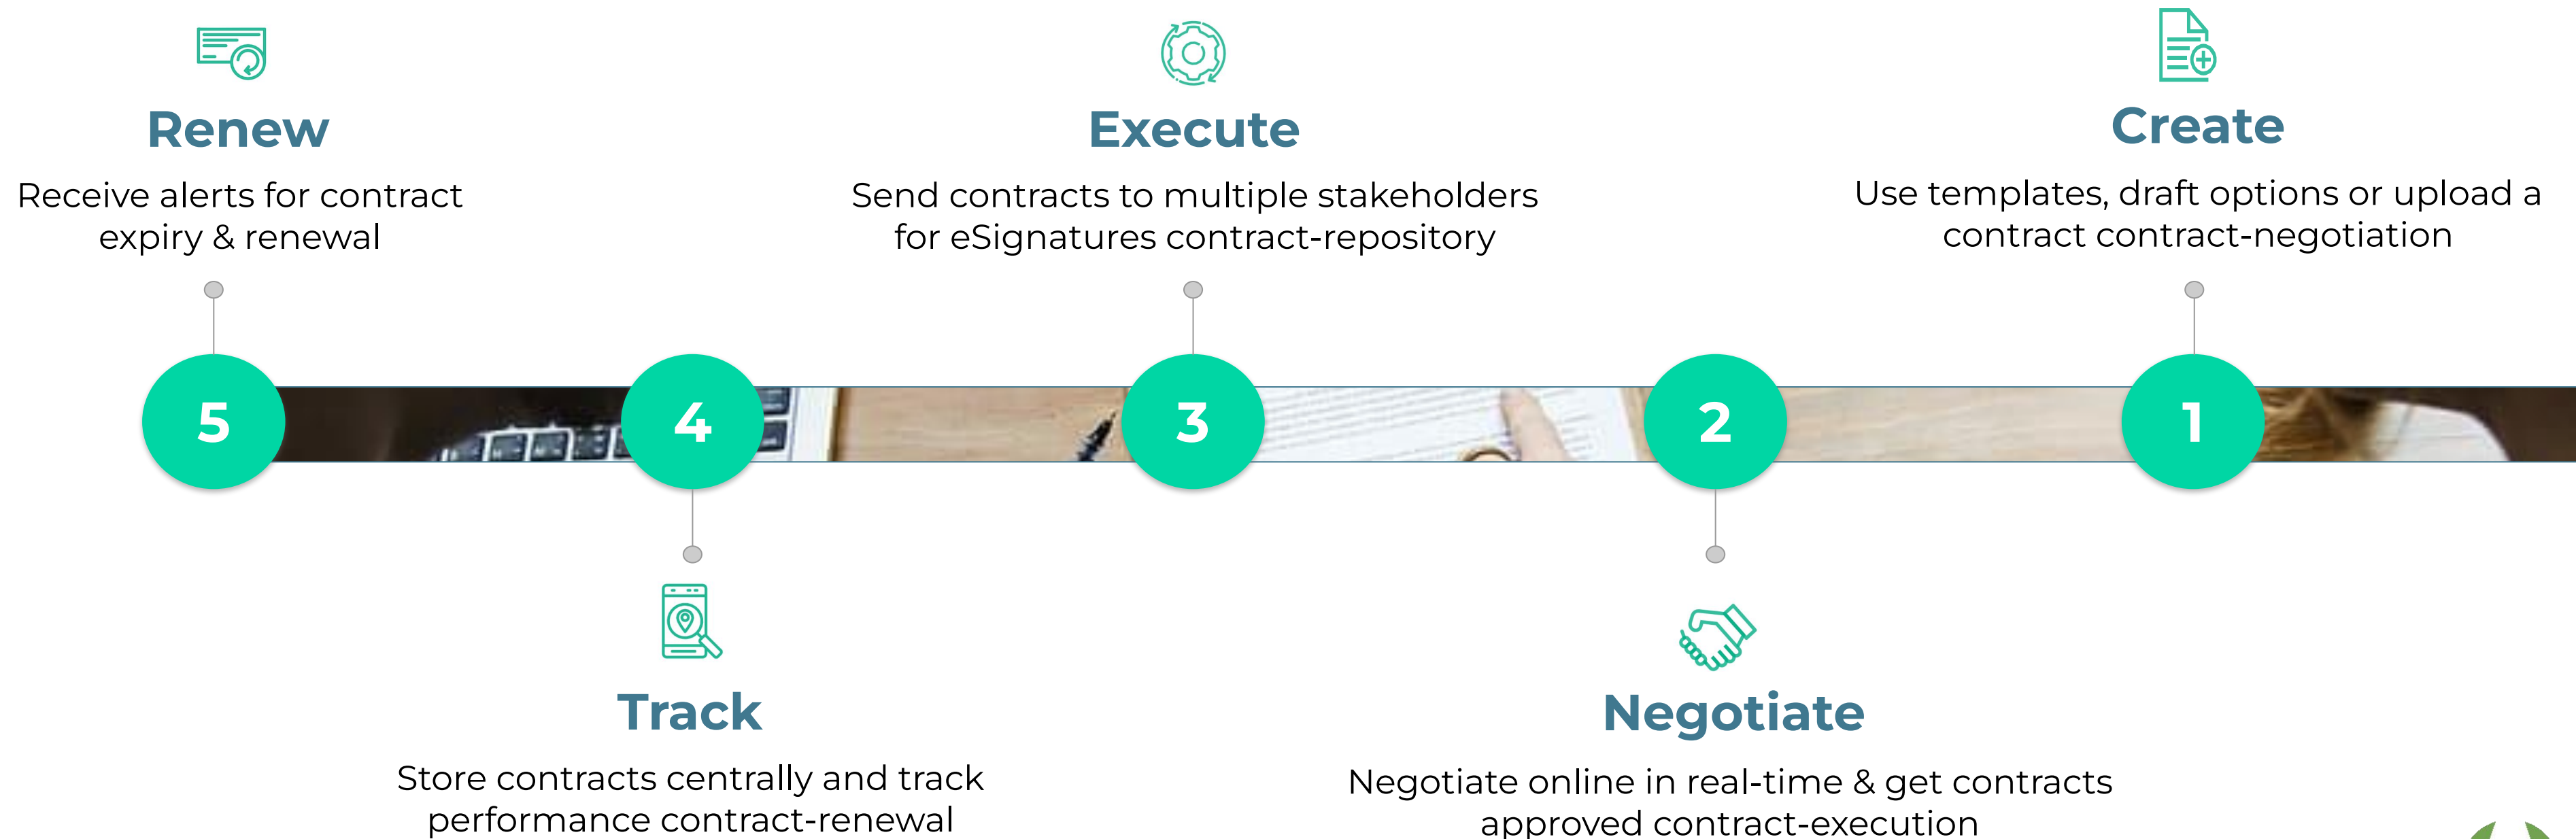 Renew
Receive alerts for contract
expiry & renewal
Execute
Send contracts to multiple stakeholders
for eSignatures contract-repository
Create
Use templates, draft options or upload a
contract contract-negotiation
5
4
3
2
1
Track
Store contracts centrally and track
performance contract-renewal
Negotiate
Negotiate online in real-time & get contracts
approved contract-execution